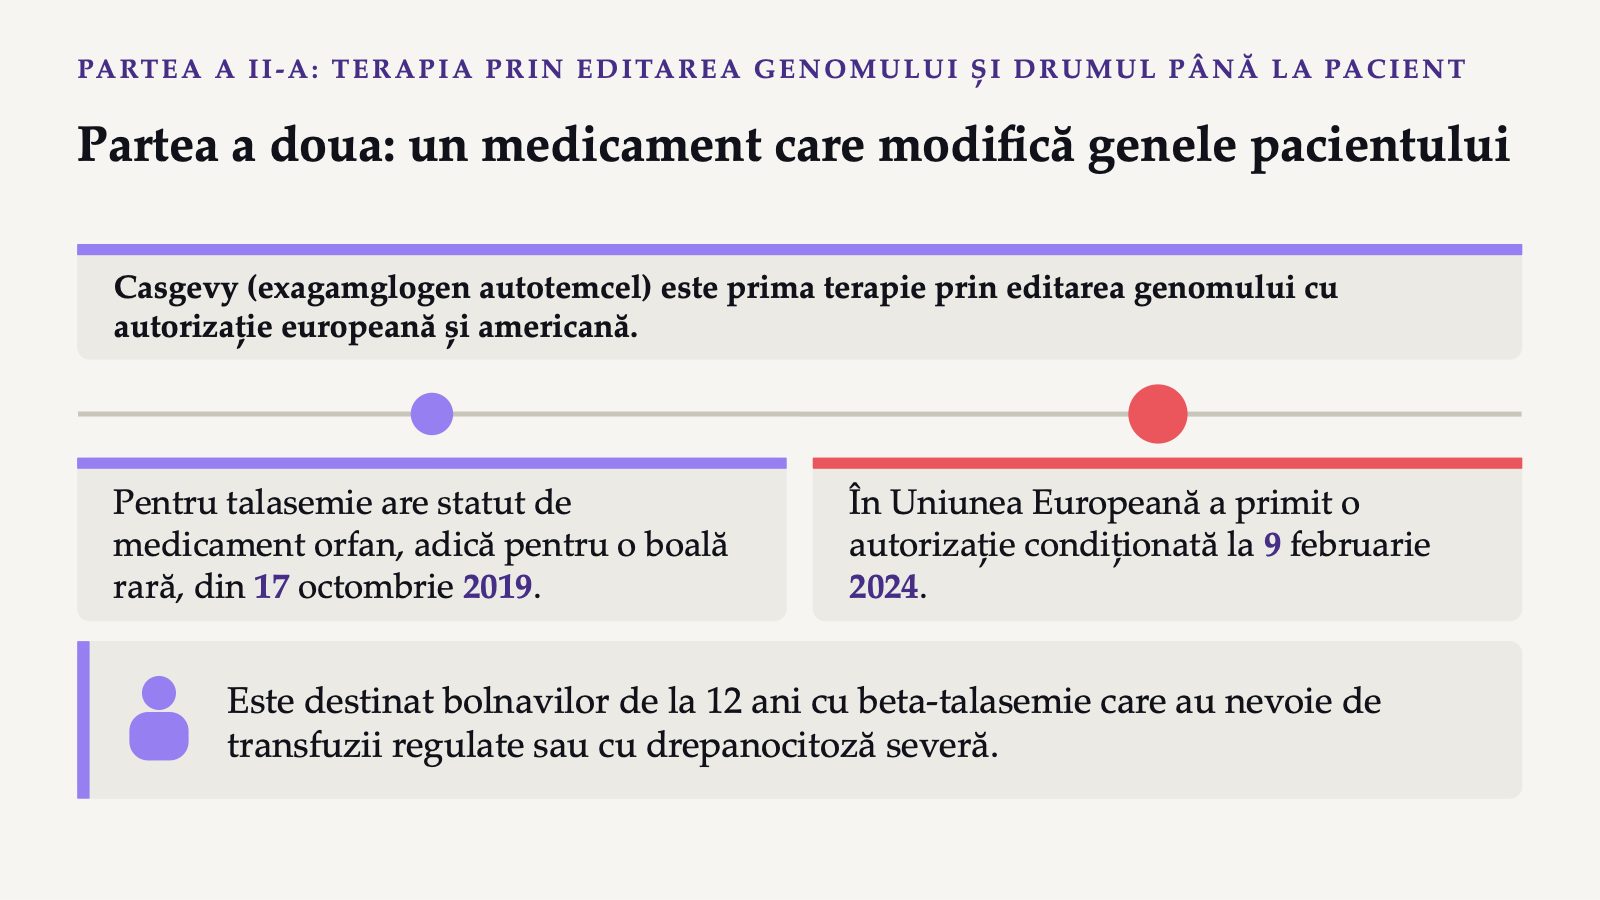 PARTEA A II-A: TERAPIA PRIN EDITAREA GENOMULUI ȘI DRUMUL PÂNĂ LA PACIENT
Partea a doua: un medicament care modifică genele pacientului
Casgevy (exagamglogen autotemcel) este prima terapie prin editarea genomului cu
autorizație europeană și americană.
Pentru talasemie are statut de
medicament orfan, adică pentru o boală
rară, din 17 octombrie 2019.
În Uniunea Europeană a primit o
autorizație condiționată la 9 februarie
2024.
Este destinat bolnavilor de la 12 ani cu beta-talasemie care au nevoie de
transfuzii regulate sau cu drepanocitoză severă.